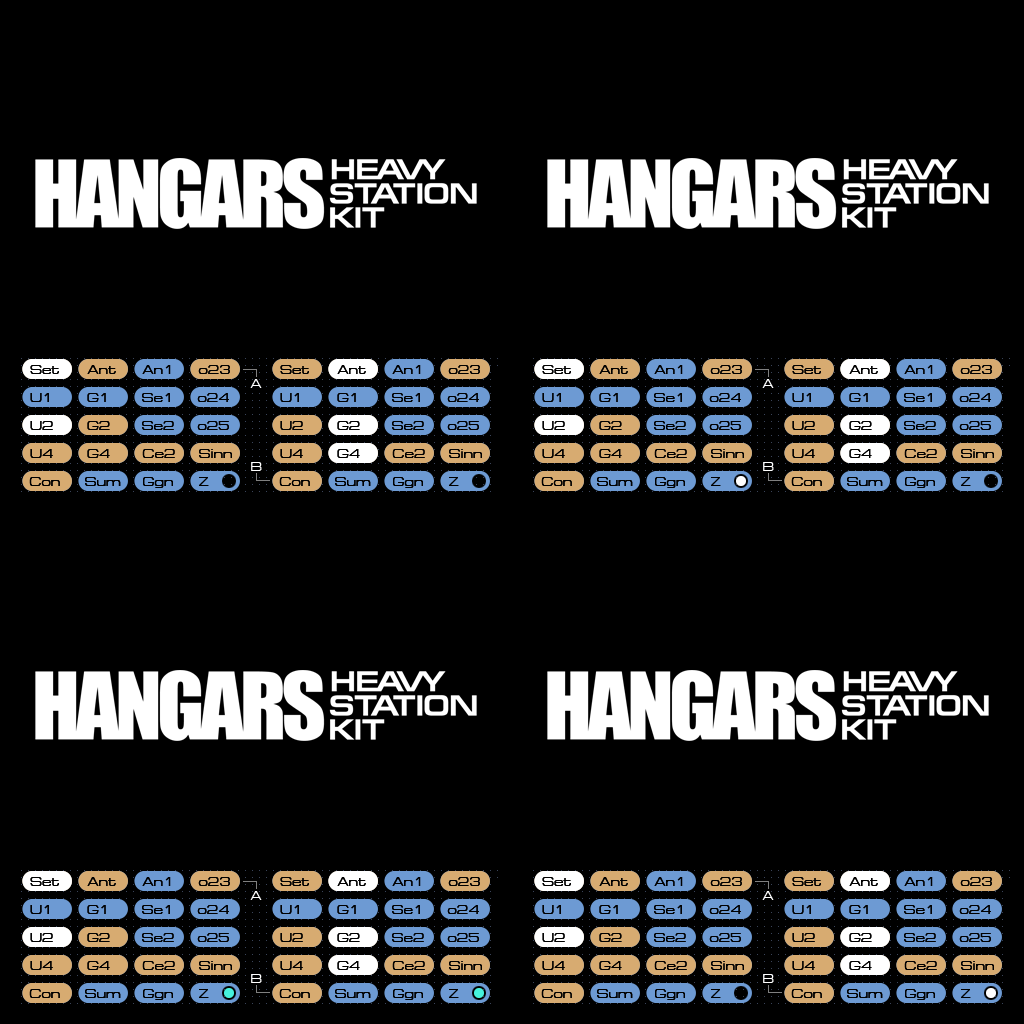 HANGARS HEAVY STATION KIT HANGARS HEAVY STATION KIT
Set Ant An1 o23 A Set Ant An1 o23 Set Ant An1 o23 A Set Ant An1 o23
U1 G1 Se1 o24 U1 G1 Se1 o24 U1 G1 Se1 o24 U1 G1 Se1 o24
U2 G2 Se2 o25 U2 G2 Se2 o25 U2 G2 Se2 o25 U2 G2 Se2 o25
U4 G4 Ce2 Sinn B U4 G4 Ce2 Sinn U4 G4 Ce2 Sinn B U4 G4 Ce2 Sinn
Con Sum Ggn Z Con Sum Ggn Z Con Sum Ggn Z Con Sum Ggn Z
HANGARS HEAVY STATION KIT HANGARS HEAVY STATION KIT
Set Ant An1 o23 A Set Ant An1 o23 Set Ant An1 o23 A Set Ant An1 o23
U1 G1 Se1 o24 U1 G1 Se1 o24 U1 G1 Se1 o24 U1 G1 Se1 o24
U2 G2 Se2 o25 U2 G2 Se2 o25 U2 G2 Se2 o25 U2 G2 Se2 o25
U4 G4 Ce2 Sinn B U4 G4 Ce2 Sinn U4 G4 Ce2 Sinn B U4 G4 Ce2 Sinn
Con Sum Ggn Z Con Sum Ggn Z Con Sum Ggn Z Con Sum Ggn Z